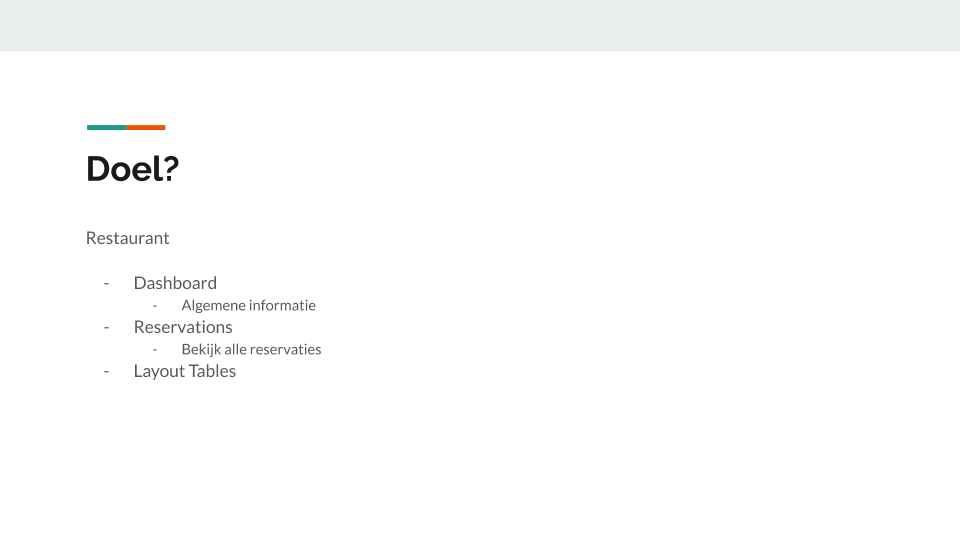 Doel?
Restaurant
- Dashboard
- Algemene informatie
- Reservations
- Bekijk alle reservaties
- Layout Tables